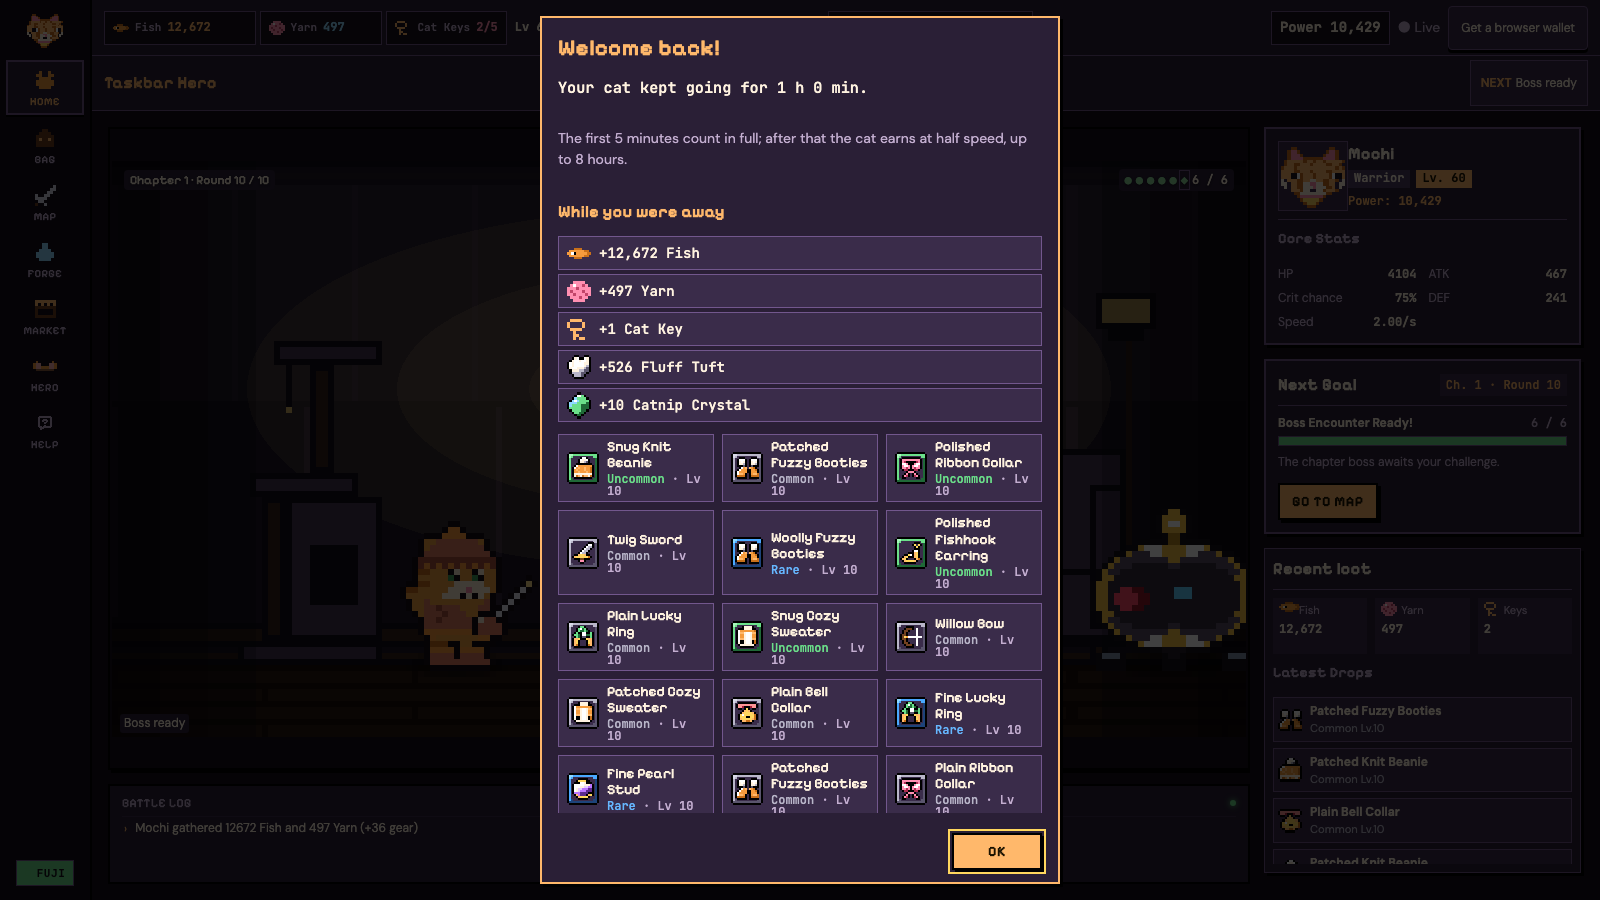 Fish 12,672
Yarn 497
Cat Keys 2/5
Lv
Power 10,429
Live
Get a browser wallet
Taskbar Hero
NEXT Boss ready
HOME
BAG
MAP
FORGE
MARKET
HERO
HELP
FUJI
Chapter 1 · Round 10 / 10
6 / 6
Boss ready
BATTLE LOG
› Mochi gathered 12672 Fish and 497 Yarn (+36 gear)
Welcome back!
Your cat kept going for 1 h 0 min.
The first 5 minutes count in full; after that the cat earns at half speed, up
to 8 hours.
While you were away
+12,672 Fish
+497 Yarn
+1 Cat Key
+526 Fluff Tuft
+10 Catnip Crystal
Snug Knit
Beanie
Uncommon · Lv
10
Patched
Fuzzy Booties
Common · Lv
10
Polished
Ribbon Collar
Uncommon · Lv
10
Twig Sword
Common · Lv
10
Woolly Fuzzy
Booties
Rare · Lv 10
Polished
Fishhook
Earring
Uncommon · Lv
10
Plain Lucky
Ring
Common · Lv
10
Snug Cozy
Sweater
Uncommon · Lv
10
Willow Bow
Common · Lv
10
Patched Cozy
Sweater
Common · Lv
10
Plain Bell
Collar
Common · Lv
10
Fine Lucky
Ring
Rare · Lv 10
Fine Pearl
Stud
Rare · Lv 10
Patched
Fuzzy Booties
Common · Lv
10
Plain Ribbon
Collar
Common · Lv
10
OK
Mochi
Warrior Lv. 60
Power: 10,429
Core Stats
HP 4104 ATK 467
Crit chance 75% DEF 241
Speed 2.00/s
Next Goal
Ch. 1 · Round 10
Boss Encounter Ready! 6 / 6
The chapter boss awaits your challenge.
GO TO MAP
Recent loot
Fish
12,672
Yarn
497
Keys
2
Latest Drops
Patched Fuzzy Booties
Common Lv.10
Patched Knit Beanie
Common Lv.10
Plain Bell Collar
Common Lv.10
Patched Knit Beanie